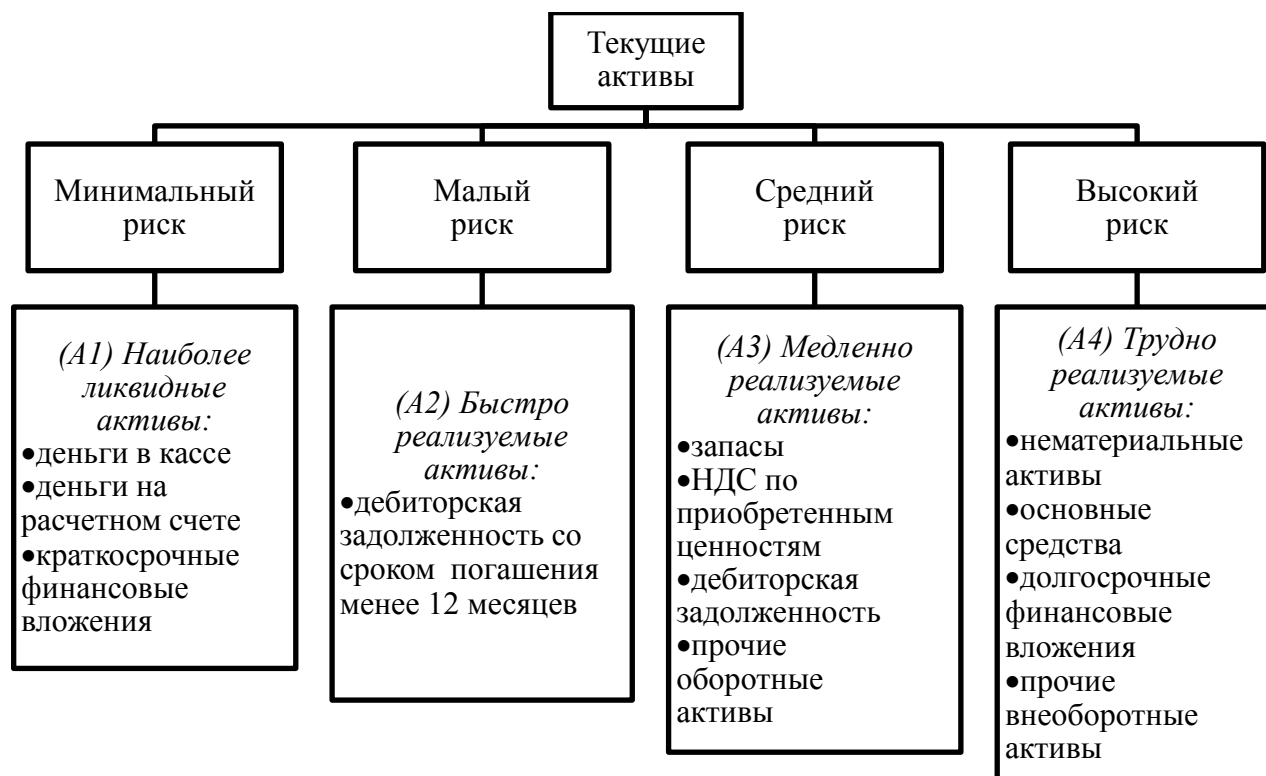 Текущие
активы
Минимальный
риск
Малый
риск
Средний
риск
Высокий
риск
(А1) Наиболее
ликвидные
активы:
•деньги в кассе
•деньги на
расчетном счете
•краткосрочные
финансовые
вложения
(А2) Быстро
реализуемые
активы:
•дебиторская
задолженность со
сроком погашения
менее 12 месяцев
(А3) Медленно
реализуемые
активы:
•запасы
•НДС по
приобретенным
ценностям
•дебиторская
задолженность
•прочие
оборотные
активы
(А4) Трудно
реализуемые
активы:
•нематериальные
активы
•основные
средства
•долгосрочные
финансовые
вложения
•прочие
внеоборотные
активы